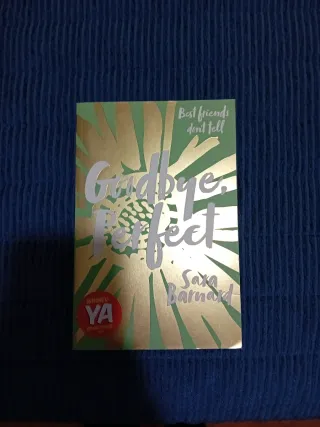 Best friends
don't tell
Goodbye,
Perfect
Sara
Barnard
YA